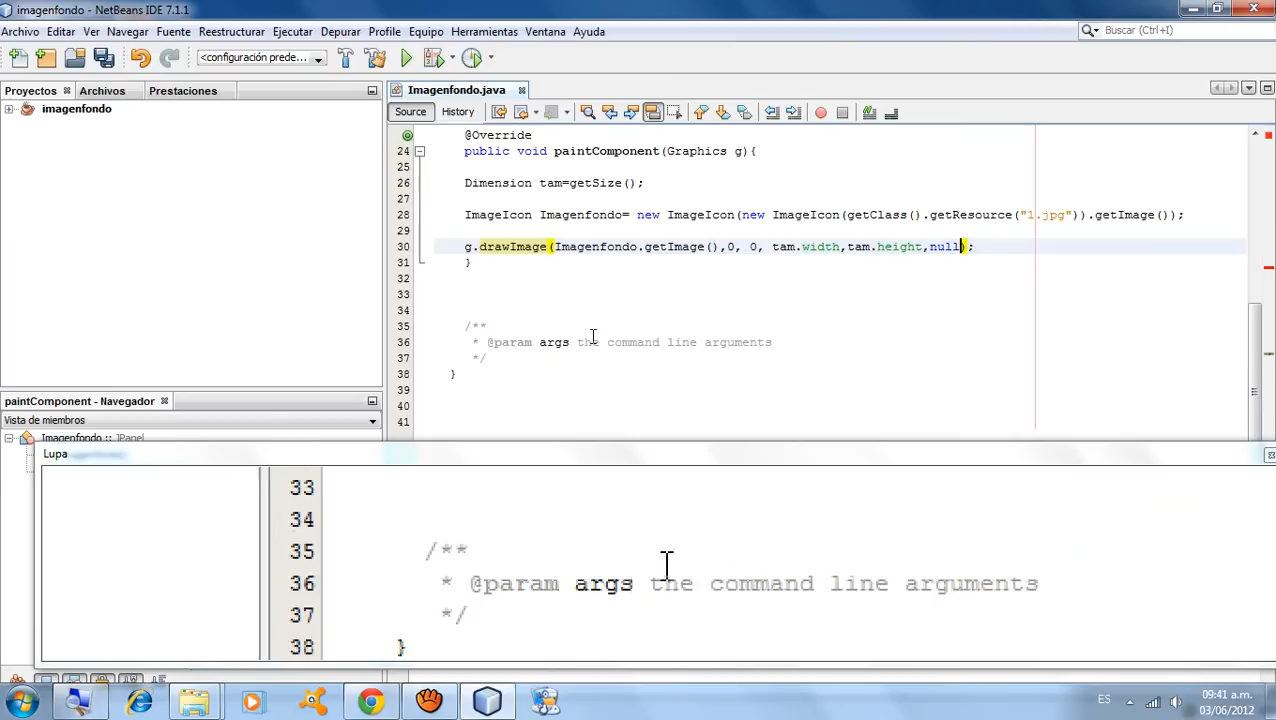 imagenfondo - NetBeans IDE 7.1.1
Archivo Editar Ver Navegar Fuente Reestructurar Ejecutar Depurar Profile Equipo Herramientas Ventana Ayuda
Buscar (Ctrl+I)
<configuración prede...
Proyectos Archivos Prestaciones
imagenfondo
Imagenfondo.java
Source History
@Override
24 public void paintComponent(Graphics g){
25
26 Dimension tam=getSize();
27
28 ImageIcon Imagenfondo= new ImageIcon(new ImageIcon(getClass().getResource("1.jpg")).getImage());
29
30 g.drawImage(Imagenfondo.getImage(),0, 0, tam.width,tam.height,null);
31 }
32
33
34
35 /**
36 * @param args the command line arguments
37 */
38 }
39
40
41
paintComponent - Navegador
Vista de miembros
Imagenfondo :: JPanel
Lupa
33
34
35 /**
36 * @param args the command line arguments
37 */
38 }
ES
09:41 a.m.
03/06/2012